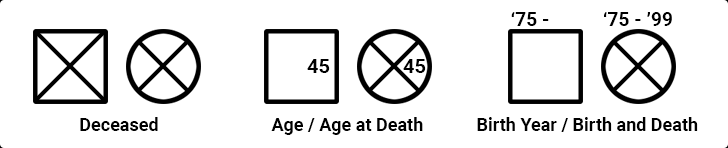 ‘75 -
‘75 - ’99
45
45
Deceased
Age / Age at Death
Birth Year / Birth and Death